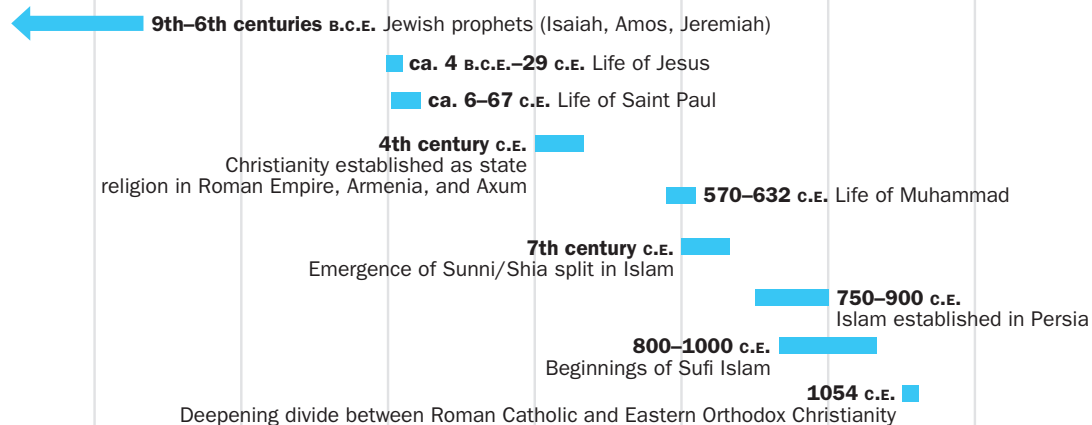 9th–6th centuries B.C.E. Jewish prophets (Isaiah, Amos, Jeremiah)
ca. 4 B.C.E.–29 C.E. Life of Jesus
ca. 6–67 C.E. Life of Saint Paul
4th century C.E.
Christianity established as state
religion in Roman Empire, Armenia, and Axum
570–632 C.E. Life of Muhammad
7th century C.E.
Emergence of Sunni/Shia split in Islam
750–900 C.E.
Islam established in Persia
800–1000 C.E.
Beginnings of Sufi Islam
1054 C.E.
Deepening divide between Roman Catholic and Eastern Orthodox Christianity